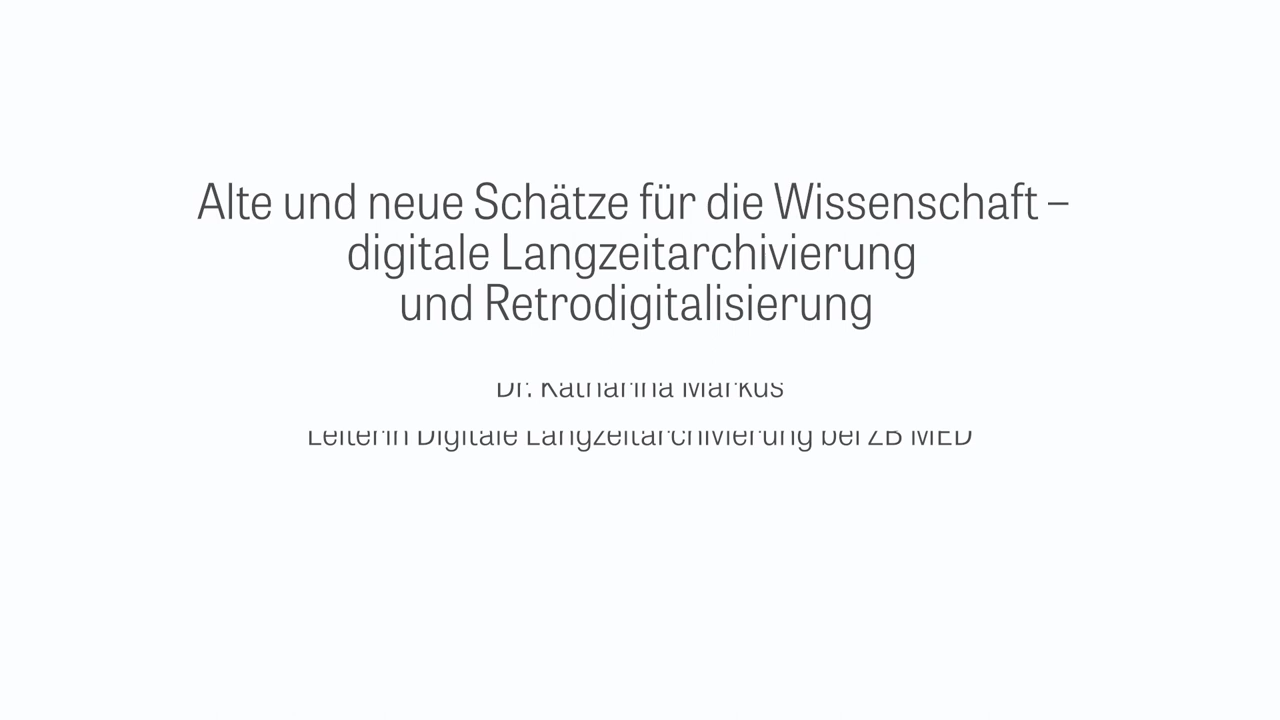 Alte und neue Schätze für die Wissenschaft –
digitale Langzeitarchivierung
und Retrodigitalisierung
Dr. Katharina Markus
Leiterin Digitale Langzeitarchivierung bei ZB MED